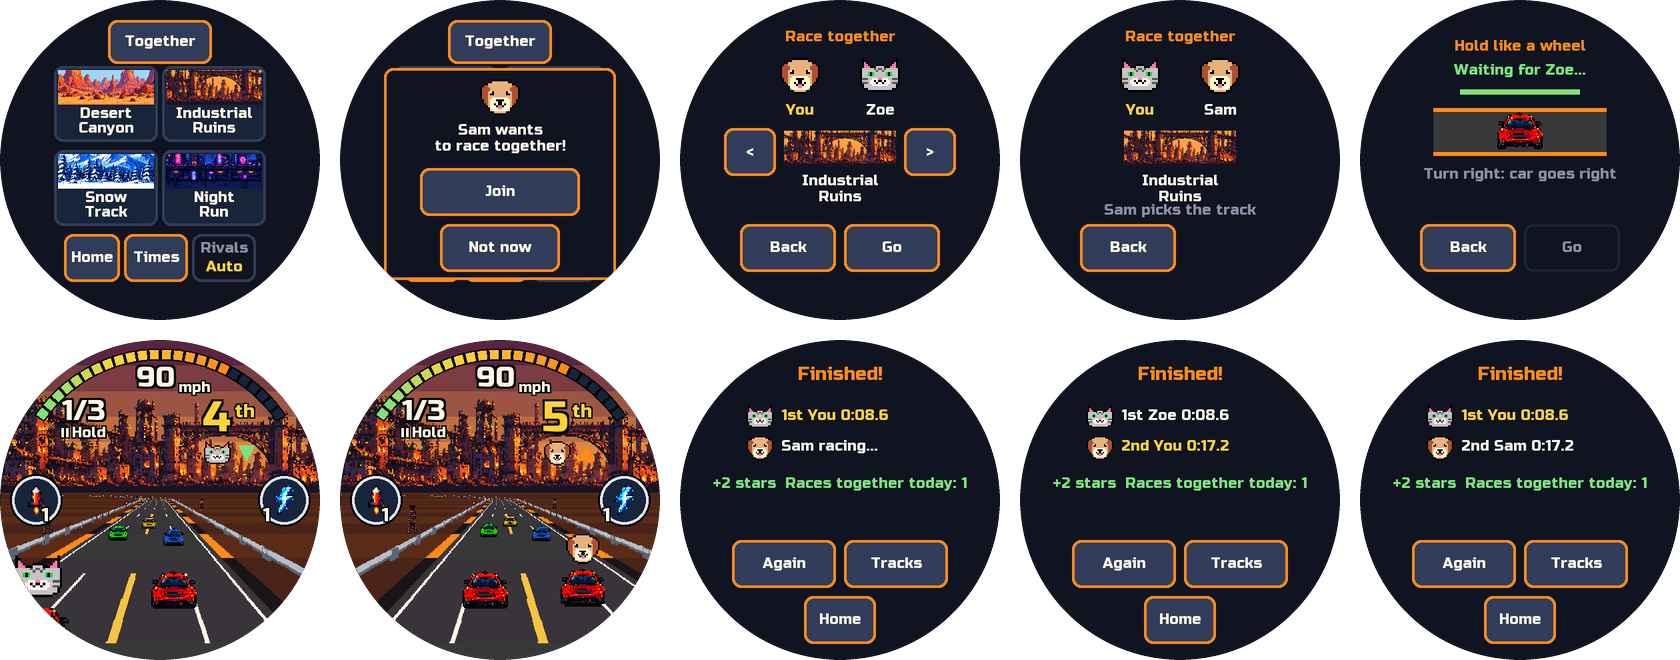 Together
Desert
Canyon
Industrial
Ruins
Snow
Track
Night
Run
Home
Times
Rivals
Auto
Together
Sam wants
to race together!
Join
Not now
Race together
You
Zoe
<
>
Industrial
Ruins
Back
Go
Race together
You
Sam
Industrial
Ruins
Sam picks the track
Back
Hold like a wheel
Waiting for Zoe...
Turn right: car goes right
Back
Go
90 mph
1/3
4th
Hold
1
1
90 mph
1/3
5th
Hold
1
1
Finished!
1st You 0:08.6
Sam racing...
+2 stars Races together today: 1
Again
Tracks
Home
Finished!
1st Zoe 0:08.6
2nd You 0:17.2
+2 stars Races together today: 1
Again
Tracks
Home
Finished!
1st You 0:08.6
2nd Sam 0:17.2
+2 stars Races together today: 1
Again
Tracks
Home